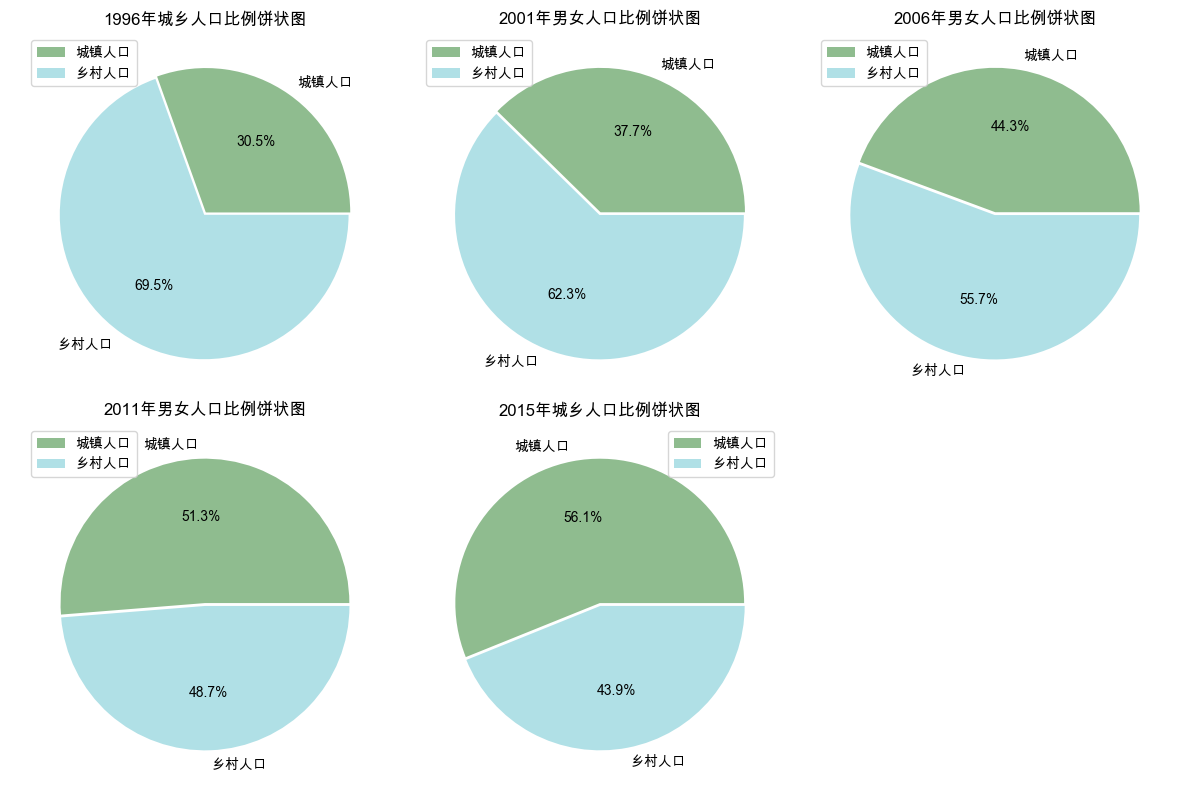 1996年城乡人口比例饼状图
城镇人口
乡村人口
城镇人口
30.5%
69.5%
乡村人口
2001年男女人口比例饼状图
城镇人口
乡村人口
城镇人口
37.7%
62.3%
乡村人口
2006年男女人口比例饼状图
城镇人口
乡村人口
城镇人口
44.3%
55.7%
乡村人口
2011年男女人口比例饼状图
城镇人口
乡村人口
城镇人口
51.3%
48.7%
乡村人口
2015年城乡人口比例饼状图
城镇人口
城镇人口
乡村人口
56.1%
43.9%
乡村人口